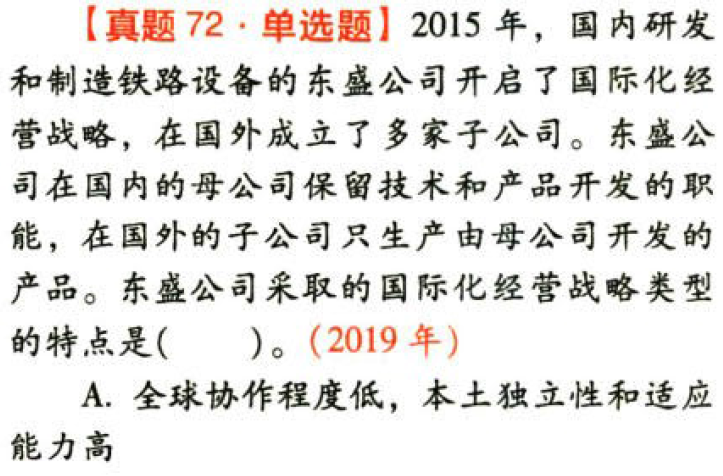 【真题 72·单选题】2015 年，国内研发
和制造铁路设备的东盛公司开启了国际化经
营战略，在国外成立了多家子公司。东盛公
司在国内的母公司保留技术和产品开发的职
能，在国外的子公司只生产由母公司开发的
产品。东盛公司采取的国际化经营战略类型
的特点是(　　)。(2019 年)
A. 全球协作程度低，本土独立性和适应
能力高